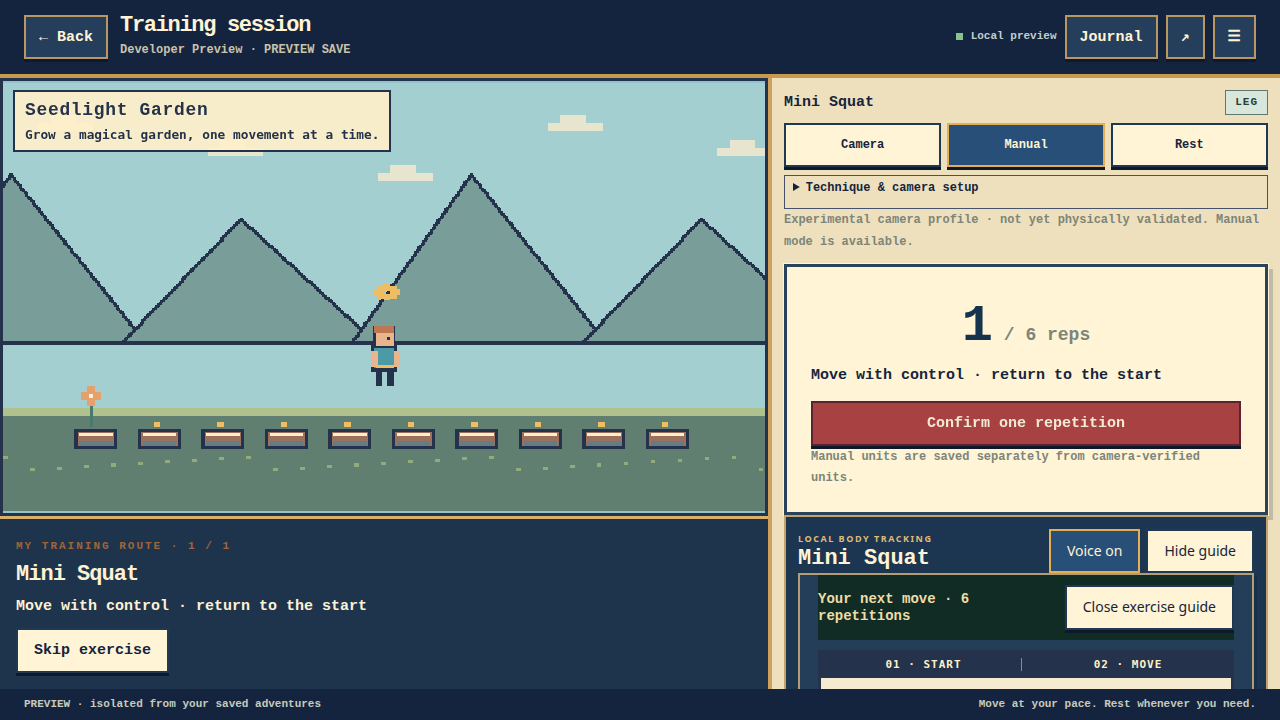 ← Back
Training session
Developer Preview · PREVIEW SAVE
Local preview
Journal
↗
☰
Seedlight Garden
Grow a magical garden, one movement at a time.
MY TRAINING ROUTE · 1 / 1
Mini Squat
Move with control · return to the start
Skip exercise
Mini Squat
LEG
Camera
Manual
Rest
Technique & camera setup
Experimental camera profile · not yet physically validated. Manual
mode is available.
1 / 6 reps
Move with control · return to the start
Confirm one repetition
Manual units are saved separately from camera-verified
units.
LOCAL BODY TRACKING
Mini Squat
Voice on
Hide guide
Your next move · 6
repetitions
Close exercise guide
01 · START
02 · MOVE
PREVIEW · isolated from your saved adventures
Move at your pace. Rest whenever you need.